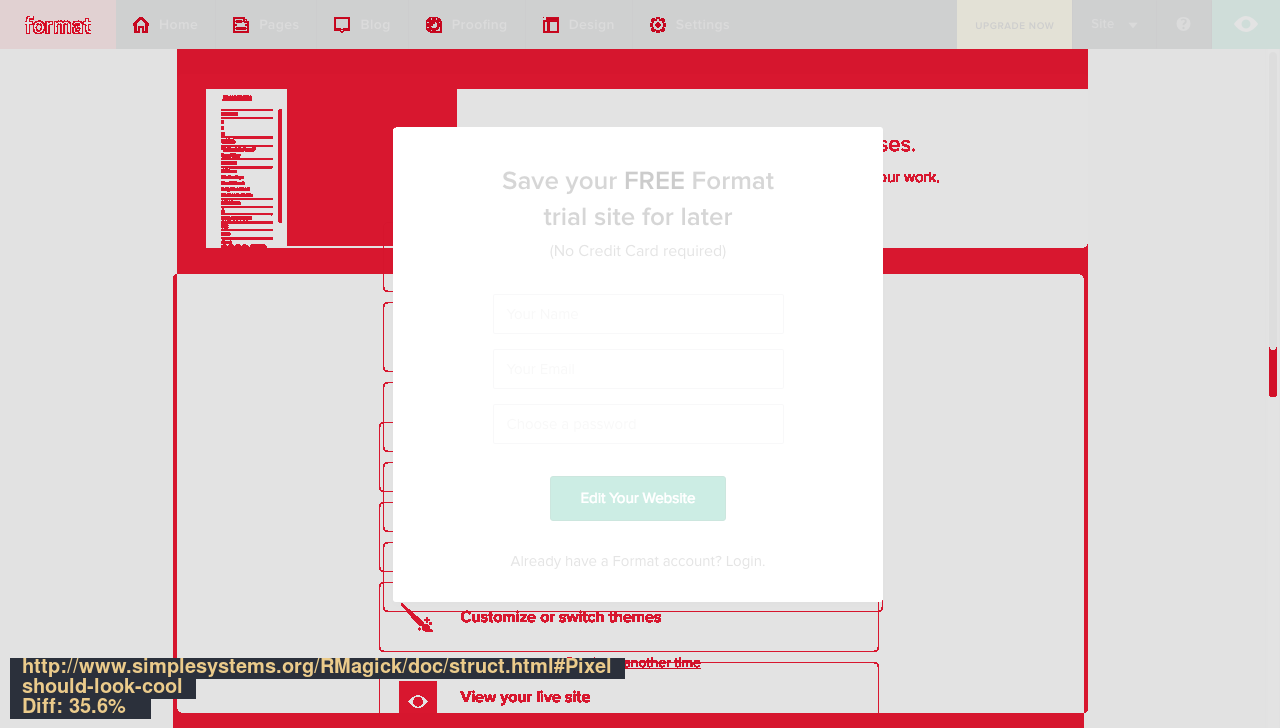 format
Home
Pages
Blog
Proofing
Design
Settings
UPGRADE NOW
Site
ses.
our work,
Save your FREE Format
trial site for later
(No Credit Card required)
Your Name
Your Email
Choose a password
Edit Your Website
Already have a Format account? Login.
Customize or switch themes
another time
View your live site
http://www.simplesystems.org/RMagick/doc/struct.html#Pixel
should-look-cool
Diff: 35.6%